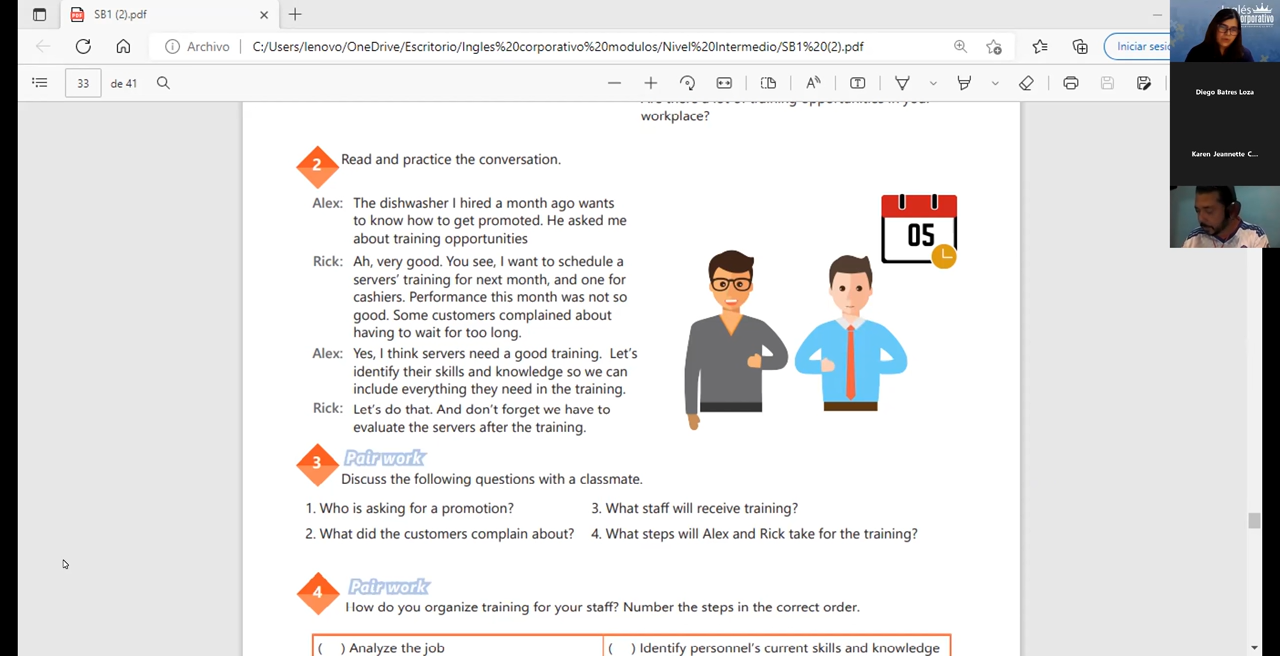 SB1 (2).pdf
Archivo
C:/Users/lenovo/OneDrive/Escritorio/Ingles%20corporativo%20modulos/Nivel%20Intermedio/SB1%20(2).pdf
Iniciar sesi
33 de 41
Inglés
corporativo
Diego Batres Loza
Karen Jeannette C...
Are there a lot of training opportunities in your
workplace?
2 Read and practice the conversation.
Alex: The dishwasher I hired a month ago wants
to know how to get promoted. He asked me
about training opportunities
Rick: Ah, very good. You see, I want to schedule a
servers' training for next month, and one for
cashiers. Performance this month was not so
good. Some customers complained about
having to wait for too long.
Alex: Yes, I think servers need a good training. Let's
identify their skills and knowledge so we can
include everything they need in the training.
Rick: Let's do that. And don't forget we have to
evaluate the servers after the training.
05
3 Pair work
Discuss the following questions with a classmate.
1. Who is asking for a promotion?
2. What did the customers complain about?
3. What staff will receive training?
4. What steps will Alex and Rick take for the training?
4 Pair work
How do you organize training for your staff? Number the steps in the correct order.
( ) Analyze the job
( ) Identify personnel's current skills and knowledge